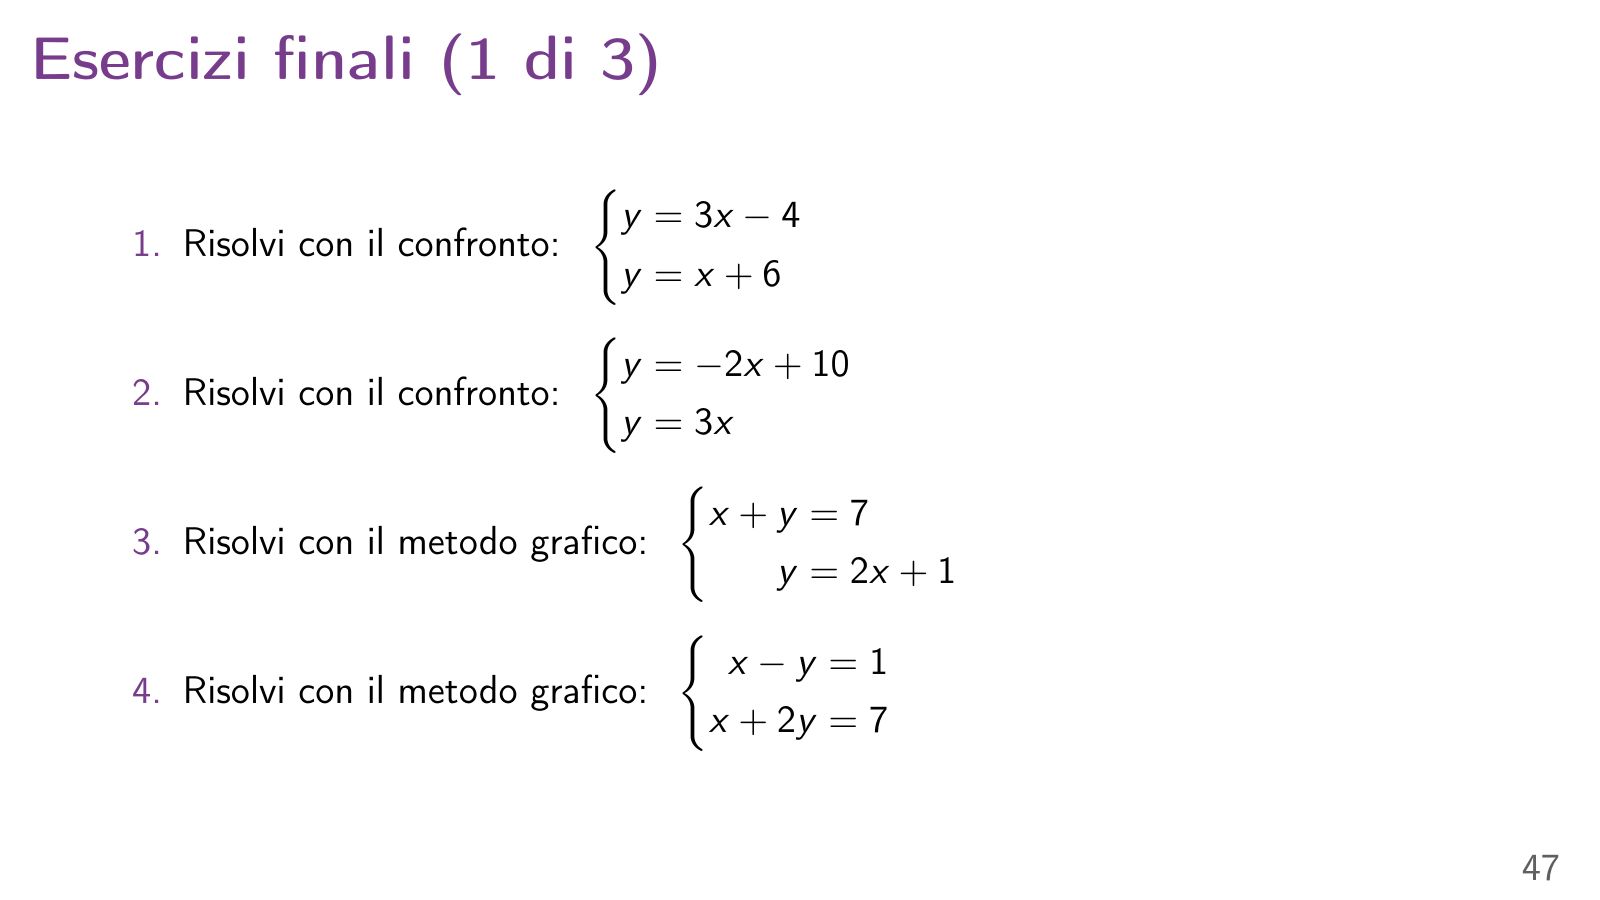 Esercizi finali (1 di 3)
1. Risolvi con il confronto: { y = 3x − 4
y = x + 6
2. Risolvi con il confronto: { y = −2x + 10
y = 3x
3. Risolvi con il metodo grafico: { x + y = 7
y = 2x + 1
4. Risolvi con il metodo grafico: { x − y = 1
x + 2y = 7
47